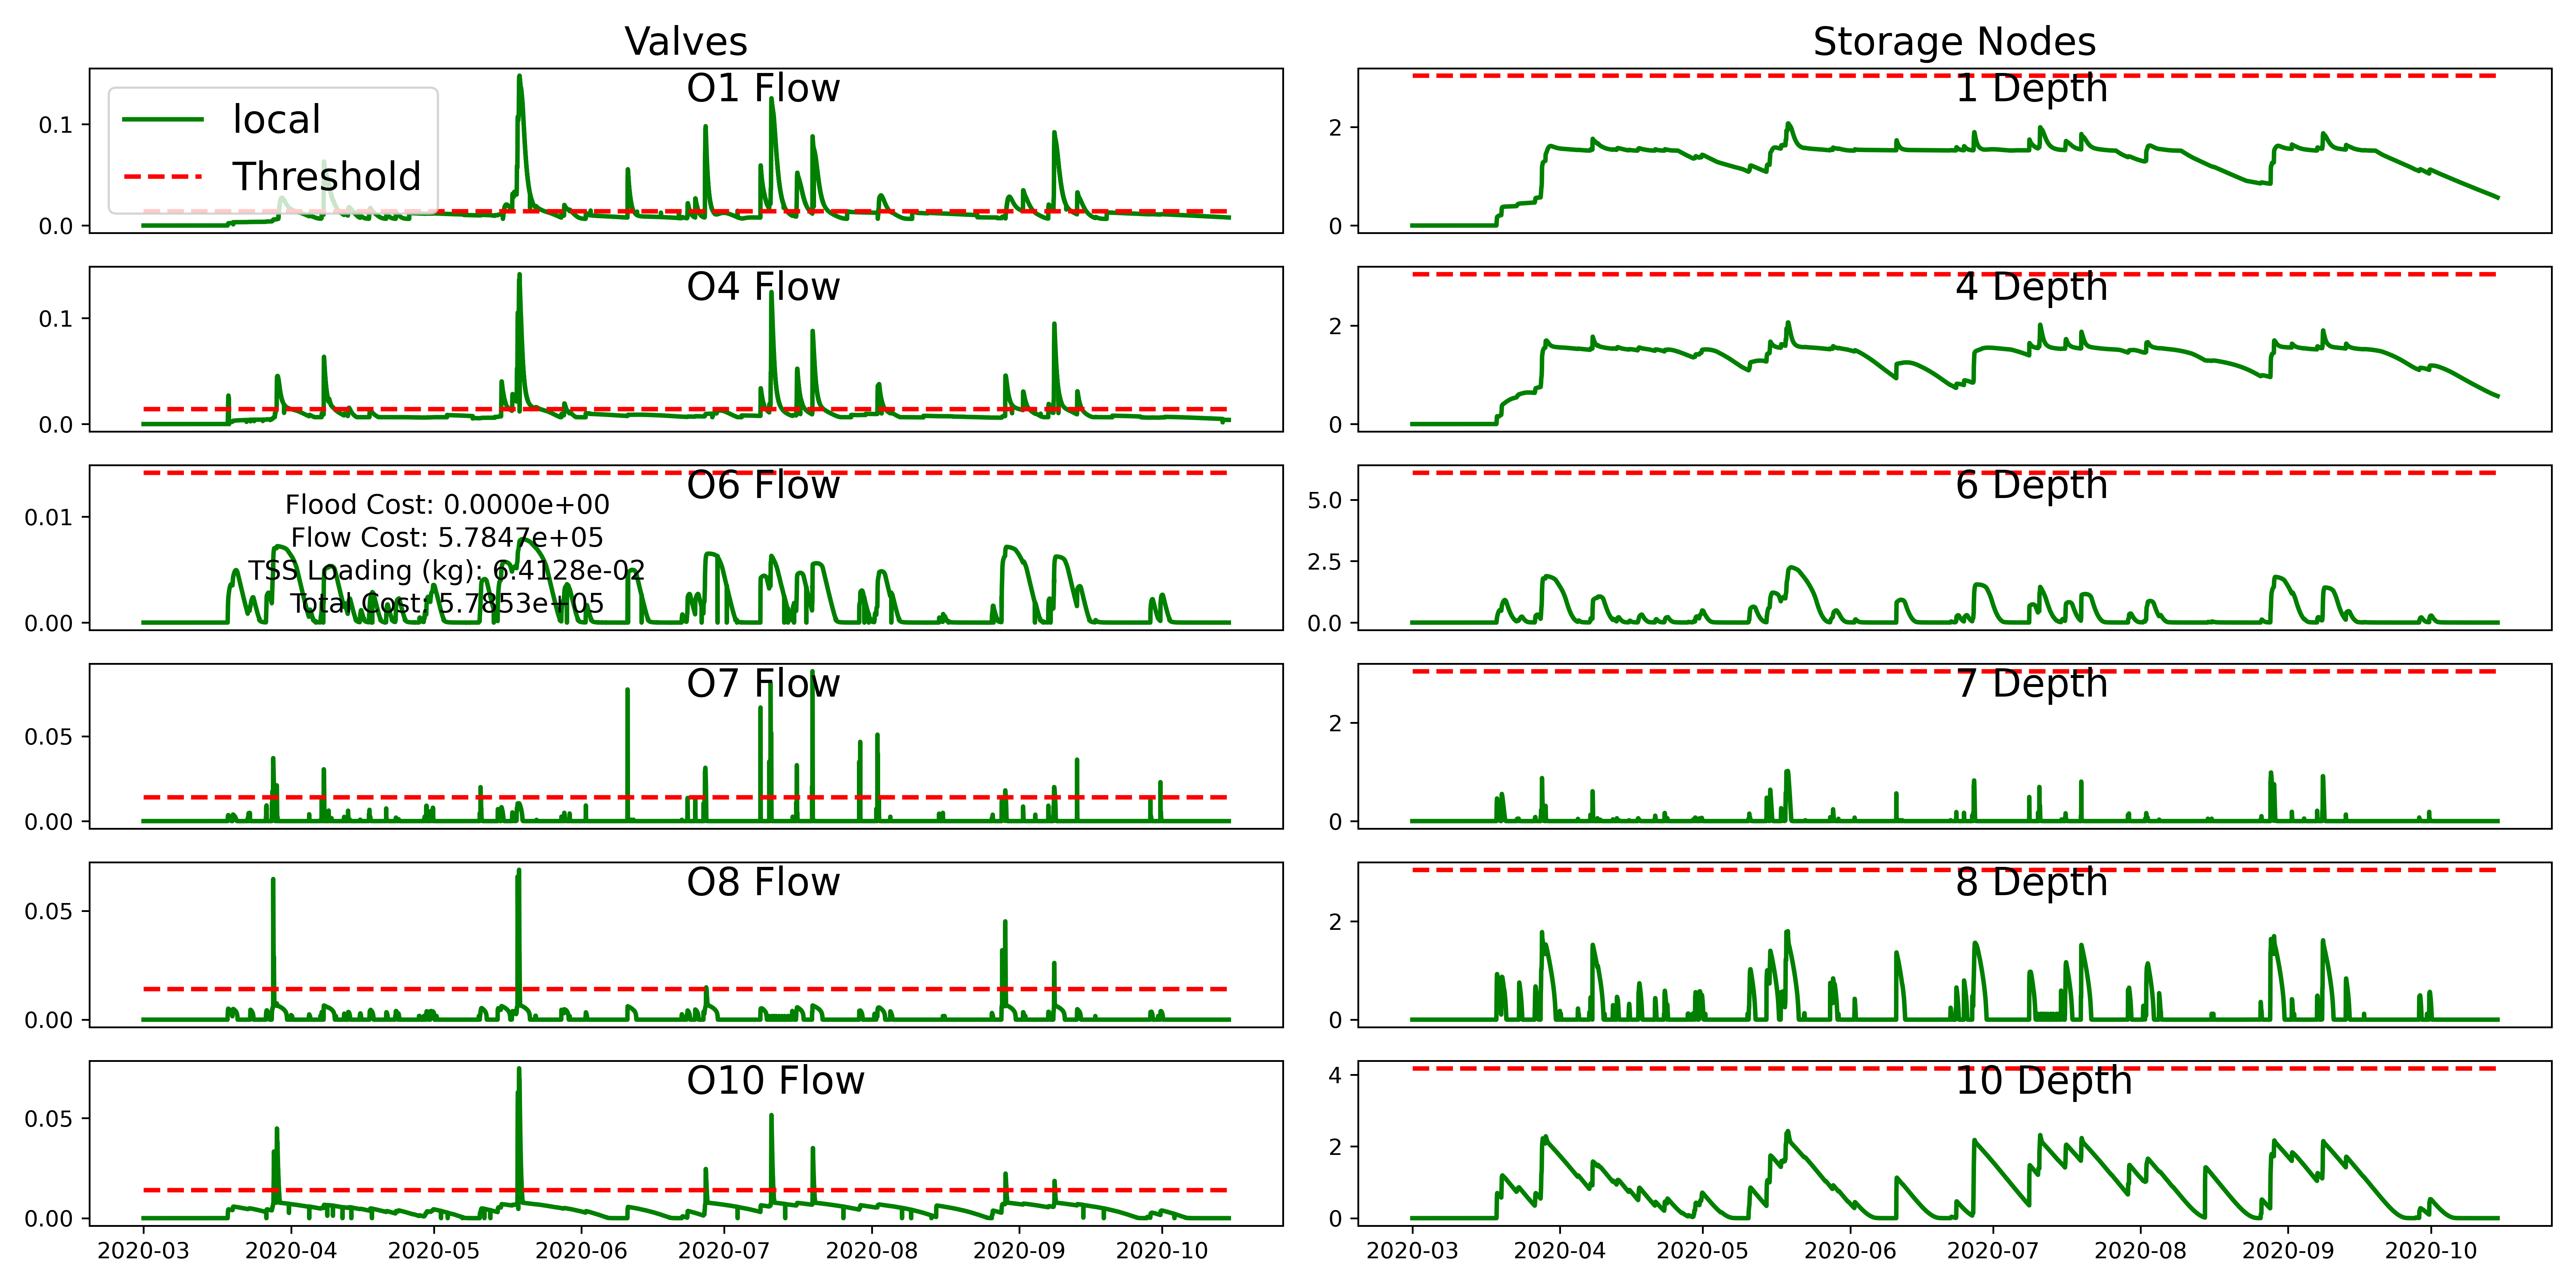 Valves
Storage Nodes
O1 Flow
local
Threshold
0.1
0.0
1 Depth
2
0
O4 Flow
0.1
0.0
4 Depth
2
0
O6 Flow
Flood Cost: 0.0000e+00
Flow Cost: 5.7847e+05
TSS Loading (kg): 6.4128e-02
Total Cost: 5.7853e+05
0.01
0.00
6 Depth
5.0
2.5
0.0
O7 Flow
0.05
0.00
7 Depth
2
0
O8 Flow
0.05
0.00
8 Depth
2
0
O10 Flow
0.05
0.00
10 Depth
4
2
0
2020-03 2020-04 2020-05 2020-06 2020-07 2020-08 2020-09 2020-10
2020-03 2020-04 2020-05 2020-06 2020-07 2020-08 2020-09 2020-10